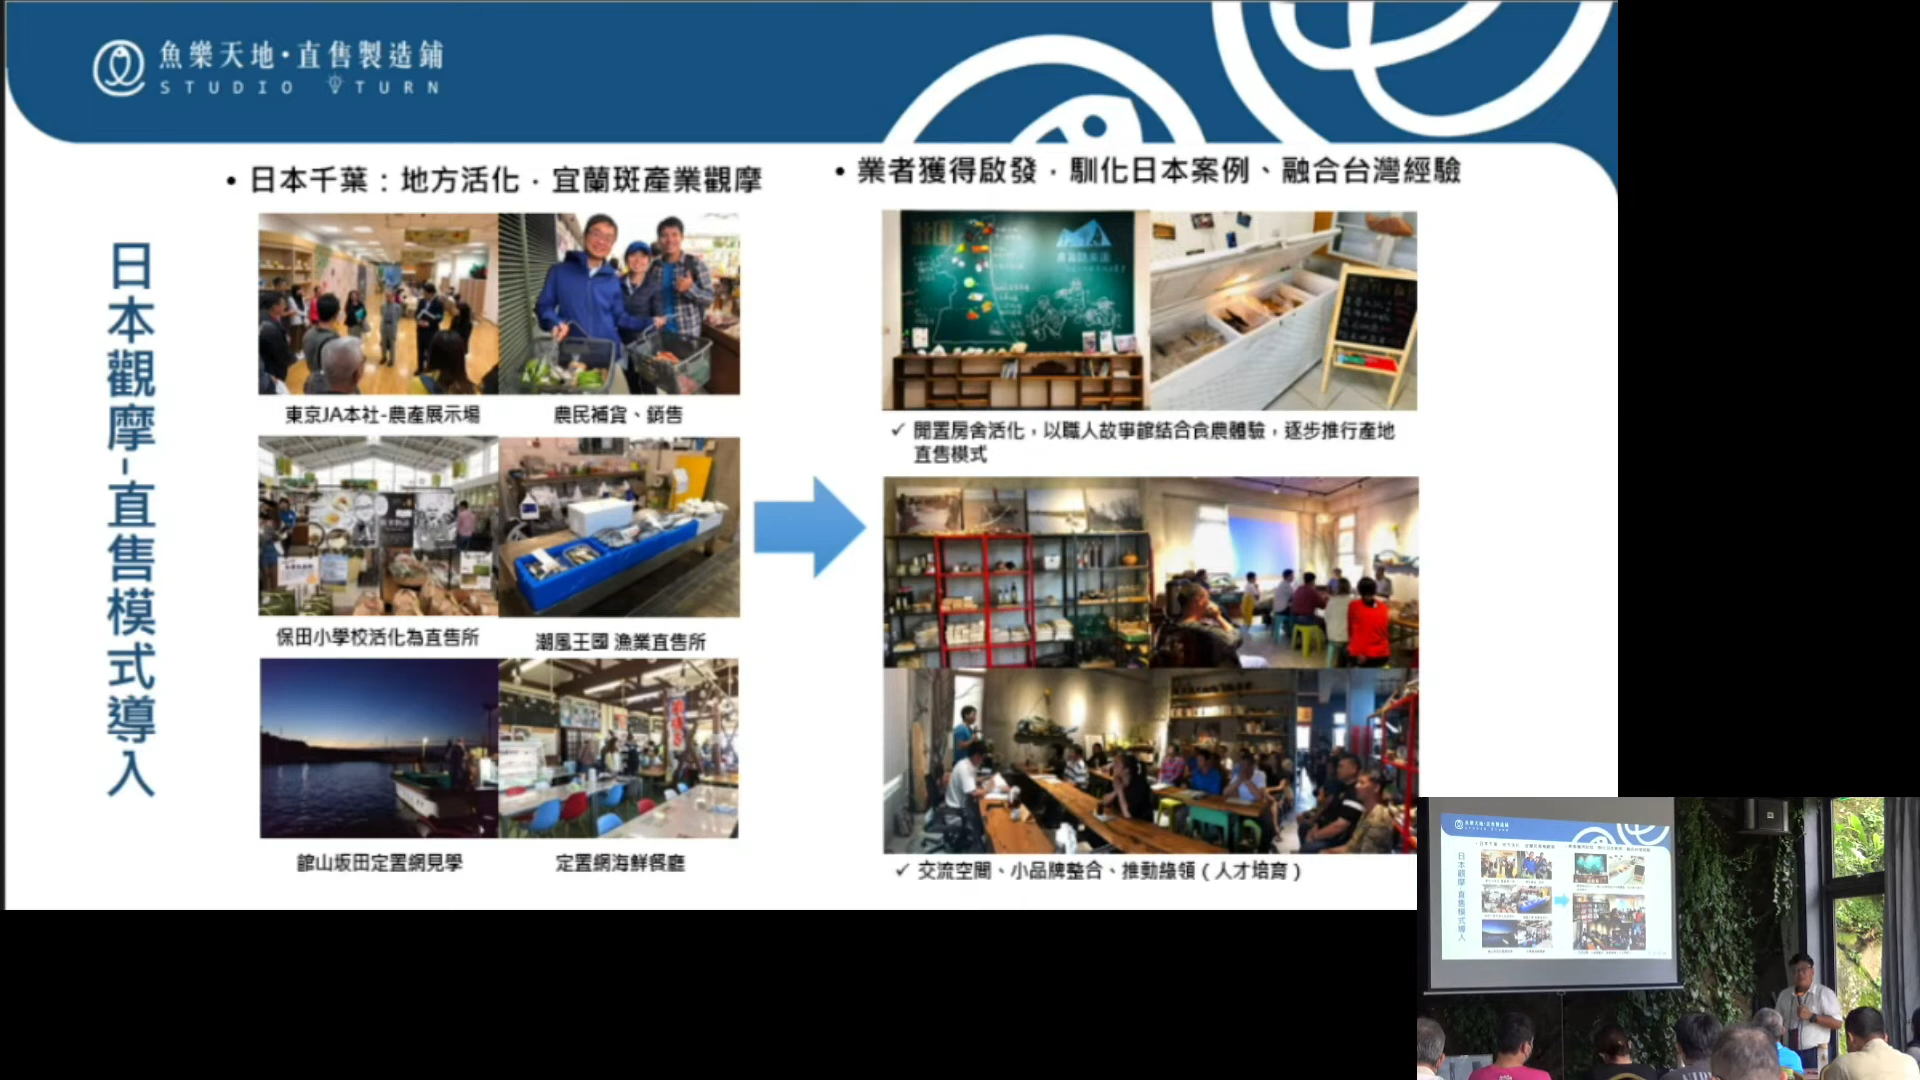 魚樂天地·直售製造鋪
STUDIO TURN
日本觀摩-直售模式導入
• 日本千葉：地方活化．宜蘭斑產業觀摩
東京JA本社-農產展示場
農民補貨、銷售
保田小學校活化為直售所
潮風王國 漁業直售所
館山坂田定置網見學
定置網海鮮餐廳
• 業者獲得啟發．馴化日本案例、融合台灣經驗
✓ 閒置房舍活化，以職人故事館結合食農體驗，逐步推行產地
直售模式
✓ 交流空間、小品牌整合、推動綠領（人才培育）